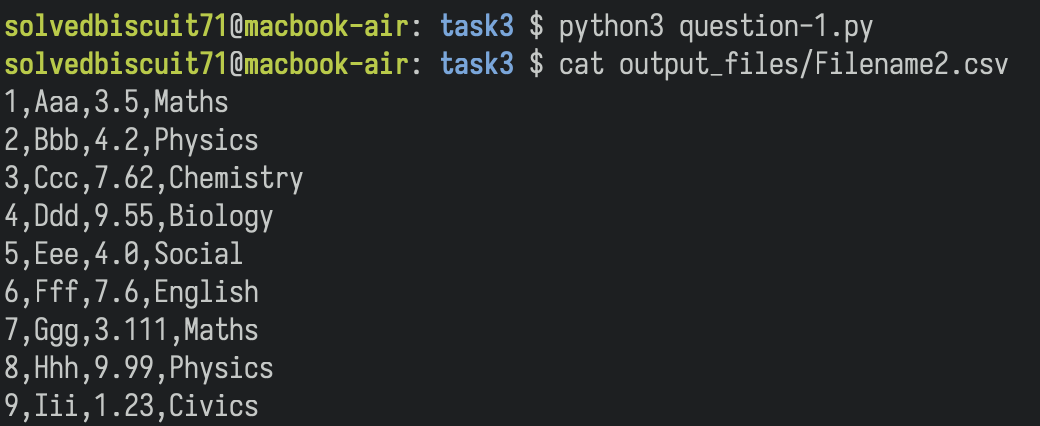 solvedbiscuit71@macbook-air: task3 $ python3 question-1.py
solvedbiscuit71@macbook-air: task3 $ cat output_files/Filename2.csv
1,Aaa,3.5,Maths
2,Bbb,4.2,Physics
3,Ccc,7.62,Chemistry
4,Ddd,9.55,Biology
5,Eee,4.0,Social
6,Fff,7.6,English
7,Ggg,3.111,Maths
8,Hhh,9.99,Physics
9,Iii,1.23,Civics